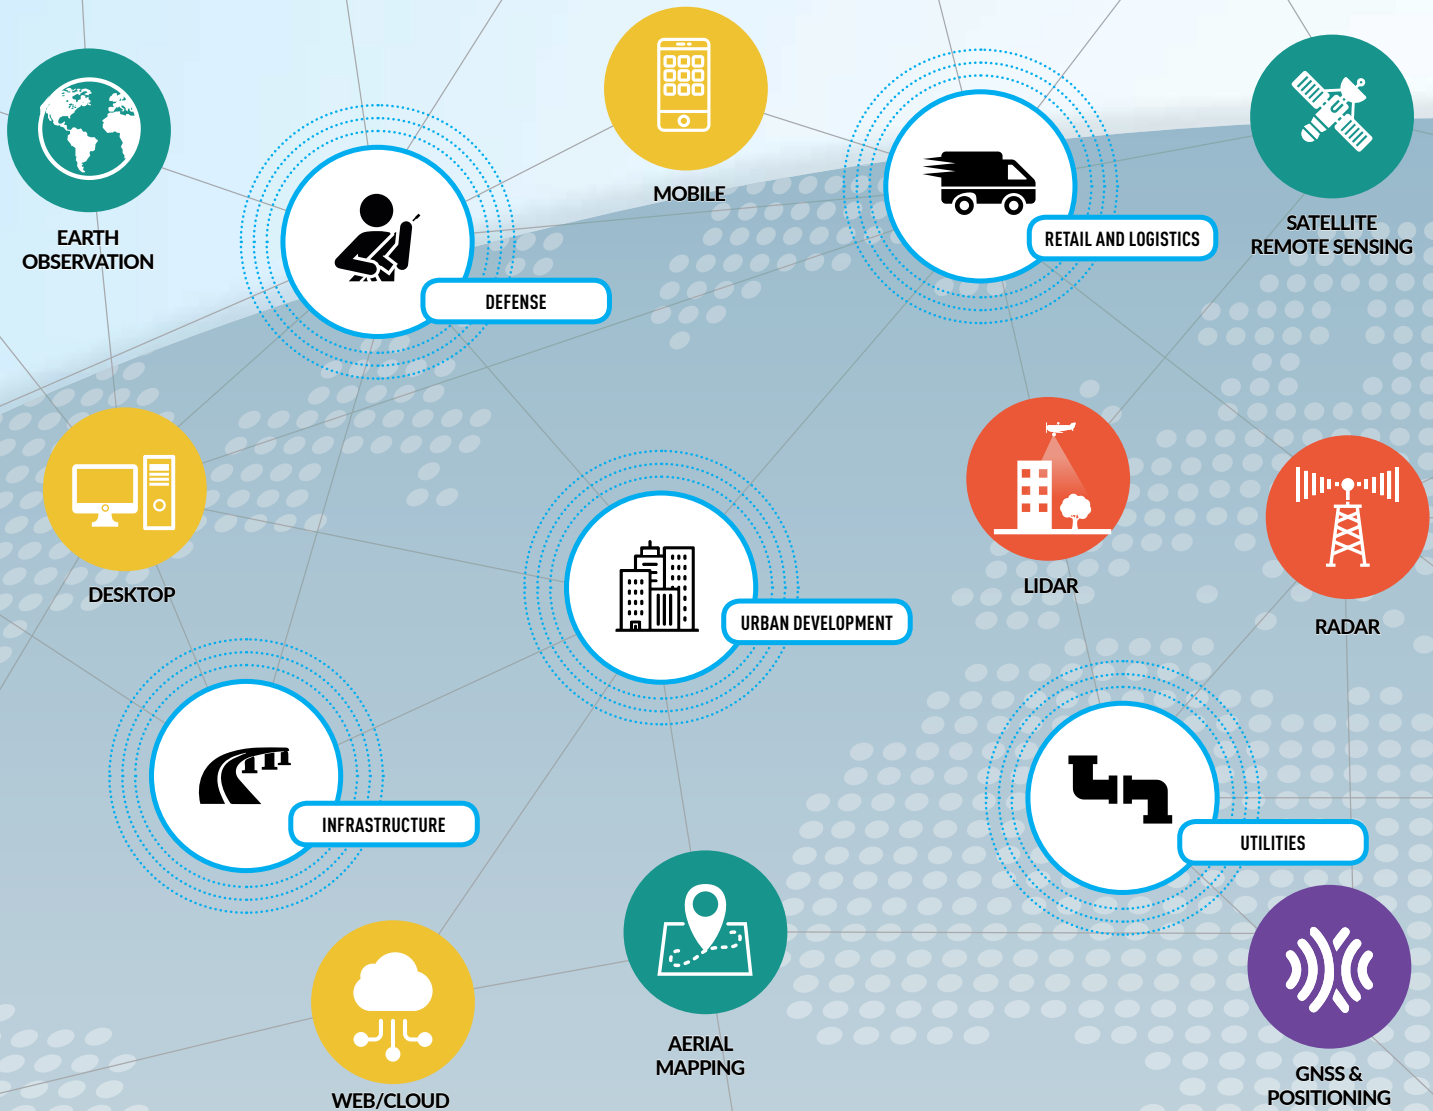 MOBILE
EARTH
OBSERVATION
SATELLITE
REMOTE SENSING
RETAIL AND LOGISTICS
DEFENSE
DESKTOP
LIDAR
RADAR
URBAN DEVELOPMENT
INFRASTRUCTURE
UTILITIES
AERIAL
MAPPING
WEB/CLOUD
GNSS &
POSITIONING